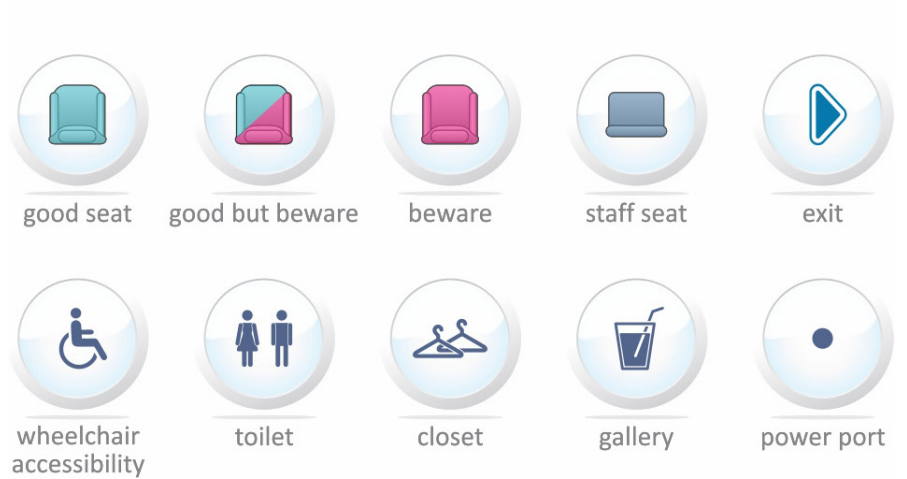 good seat
good but beware
beware
staff seat
exit
wheelchair
accessibility
toilet
closet
gallery
power port